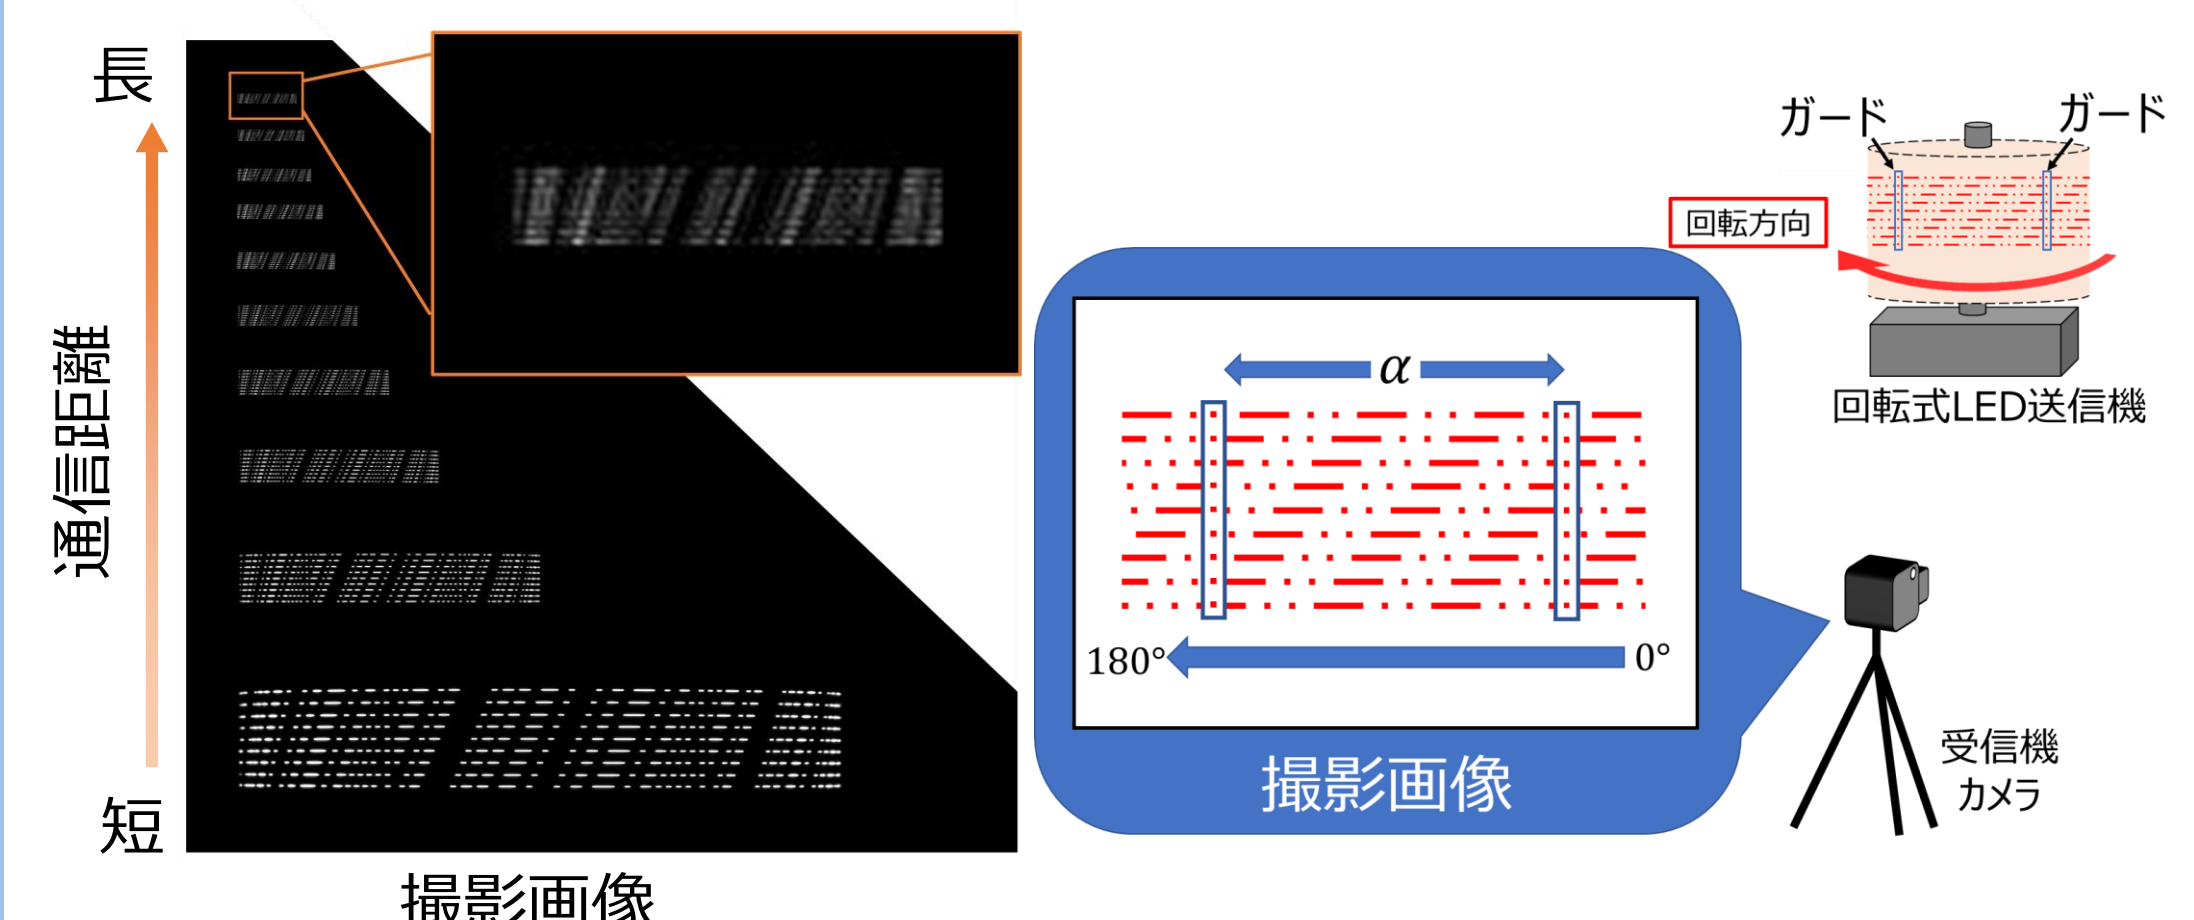 長
通信距離
短
撮影画像
ガード
ガード
回転方向
回転式LED送信機
α
180°
0°
撮影画像
受信機
カメラ